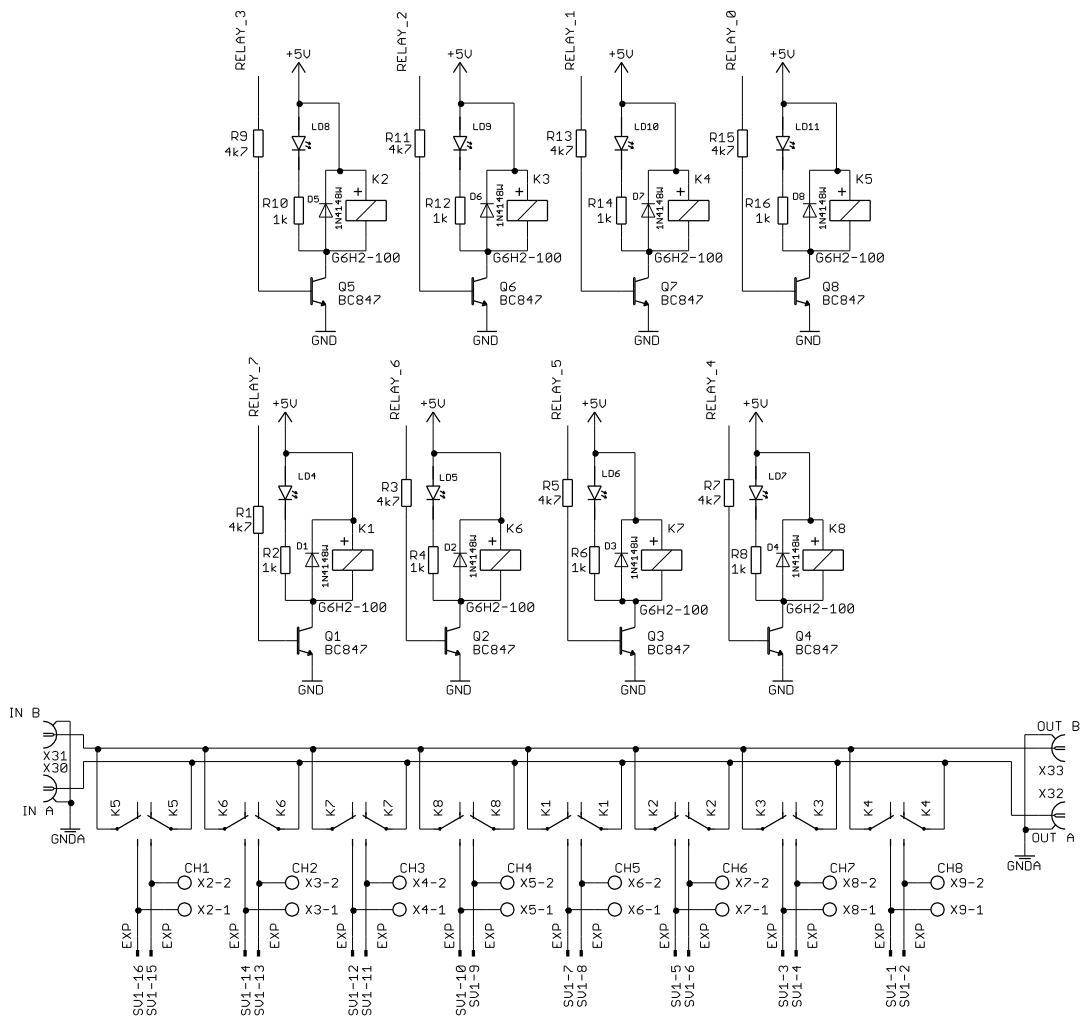 RELAY_3
+5V
LD8
R9
4k7
R10
1k
D5
1N4148W
K2
+
G6H2-100
Q5
BC847
GND
RELAY_2
+5V
LD9
R11
4k7
R12
1k
D6
1N4148W
K3
+
G6H2-100
Q6
BC847
GND
RELAY_1
+5V
LD10
R13
4k7
R14
1k
D7
1N4148W
K4
+
G6H2-100
Q7
BC847
GND
RELAY_0
+5V
LD11
R15
4k7
R16
1k
D8
1N4148W
K5
+
G6H2-100
Q8
BC847
GND
RELAY_7
+5V
LD4
R1
4k7
R2
1k
D1
1N4148W
K1
+
G6H2-100
Q1
BC847
GND
RELAY_6
+5V
LD5
R3
4k7
R4
1k
D2
1N4148W
K6
+
G6H2-100
Q2
BC847
GND
RELAY_5
+5V
LD6
R5
4k7
R6
1k
D3
1N4148W
K7
+
G6H2-100
Q3
BC847
GND
RELAY_4
+5V
LD7
R7
4k7
R8
1k
D4
1N4148W
K8
+
G6H2-100
Q4
BC847
GND
IN B
X31
X30
IN A
GNDA
OUT B
X33
X32
OUT A
GNDA
K5
K5
K6
K6
K7
K7
K8
K8
K1
K1
K2
K2
K3
K3
K4
K4
CH1
X2-2
X2-1
EXP
EXP
SV1-16
SV1-15
CH2
X3-2
X3-1
EXP
EXP
SV1-14
SV1-13
CH3
X4-2
X4-1
EXP
EXP
SV1-12
SV1-11
CH4
X5-2
X5-1
EXP
EXP
SV1-10
SV1-9
CH5
X6-2
X6-1
EXP
EXP
SV1-7
SV1-8
CH6
X7-2
X7-1
EXP
EXP
SV1-5
SV1-6
CH7
X8-2
X8-1
EXP
EXP
SV1-3
SV1-4
CH8
X9-2
X9-1
EXP
EXP
SV1-1
SV1-2